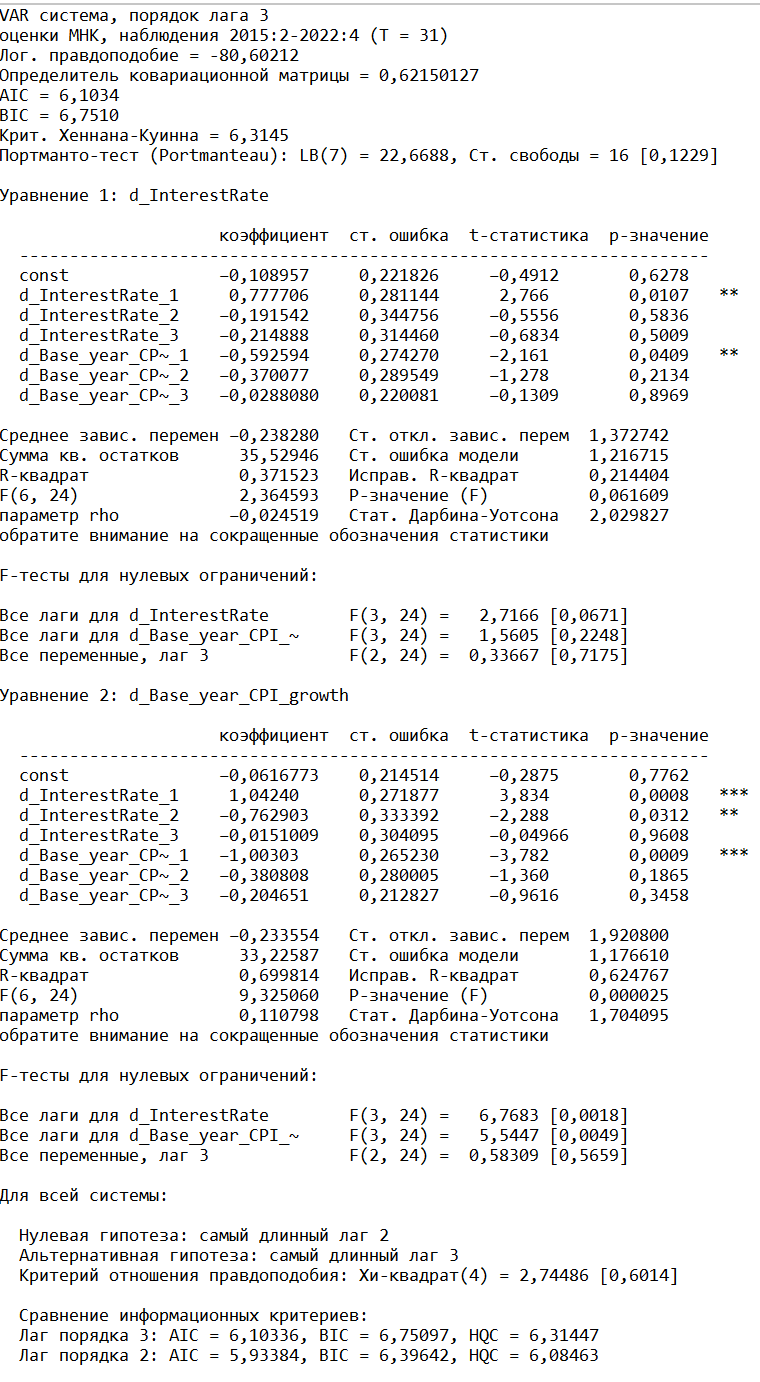 VAR система, порядок лага 3
оценки МНК, наблюдения 2015:2-2022:4 (T = 31)
Лог. правдоподобие = -80,60212
Определитель ковариационной матрицы = 0,62150127
AIC = 6,1034
BIC = 6,7510
Крит. Хеннана-Куинна = 6,3145
Портманто-тест (Portmanteau): LB(7) = 22,6688, Ст. свободы = 16 [0,1229]
Уравнение 1: d_InterestRate
коэффициент ст. ошибка t-статистика p-значение
-----------------------------------------------------------------------
const −0,108957 0,221826 −0,4912 0,6278
d_InterestRate_1 0,777706 0,281144 2,766 0,0107 **
d_InterestRate_2 −0,191542 0,344756 −0,5556 0,5836
d_InterestRate_3 −0,214888 0,314460 −0,6834 0,5009
d_Base_year_CP~_1 −0,592594 0,274270 −2,161 0,0409 **
d_Base_year_CP~_2 −0,370077 0,289549 −1,278 0,2134
d_Base_year_CP~_3 −0,0288080 0,220081 −0,1309 0,8969
Среднее завис. перемен −0,238280 Ст. откл. завис. перем 1,372742
Сумма кв. остатков 35,52946 Ст. ошибка модели 1,216715
R-квадрат 0,371523 Исправ. R-квадрат 0,214404
F(6, 24) 2,364593 Р-значение (F) 0,061609
параметр rho −0,024519 Стат. Дарбина-Уотсона 2,029827
обратите внимание на сокращенные обозначения статистики
F-тесты для нулевых ограничений:
Все лаги для d_InterestRate F(3, 24) = 2,7166 [0,0671]
Все лаги для d_Base_year_CPI_~ F(3, 24) = 1,5605 [0,2248]
Все переменные, лаг 3 F(2, 24) = 0,33667 [0,7175]
Уравнение 2: d_Base_year_CPI_growth
коэффициент ст. ошибка t-статистика p-значение
-----------------------------------------------------------------------
const −0,0616773 0,214514 −0,2875 0,7762
d_InterestRate_1 1,04240 0,271877 3,834 0,0008 ***
d_InterestRate_2 −0,762903 0,333392 −2,288 0,0312 **
d_InterestRate_3 −0,0151009 0,304095 −0,04966 0,9608
d_Base_year_CP~_1 −1,00303 0,265230 −3,782 0,0009 ***
d_Base_year_CP~_2 −0,380808 0,280005 −1,360 0,1865
d_Base_year_CP~_3 −0,204651 0,212827 −0,9616 0,3458
Среднее завис. перемен −0,233554 Ст. откл. завис. перем 1,920800
Сумма кв. остатков 33,22587 Ст. ошибка модели 1,176610
R-квадрат 0,699814 Исправ. R-квадрат 0,624767
F(6, 24) 9,325060 Р-значение (F) 0,000025
параметр rho 0,110798 Стат. Дарбина-Уотсона 1,704095
обратите внимание на сокращенные обозначения статистики
F-тесты для нулевых ограничений:
Все лаги для d_InterestRate F(3, 24) = 6,7683 [0,0018]
Все лаги для d_Base_year_CPI_~ F(3, 24) = 5,5447 [0,0049]
Все переменные, лаг 3 F(2, 24) = 0,58309 [0,5659]
Для всей системы:
Нулевая гипотеза: самый длинный лаг 2
Альтернативная гипотеза: самый длинный лаг 3
Критерий отношения правдоподобия: Хи-квадрат(4) = 2,74486 [0,6014]
Сравнение информационных критериев:
Лаг порядка 3: AIC = 6,10336, BIC = 6,75097, HQC = 6,31447
Лаг порядка 2: AIC = 5,93384, BIC = 6,39642, HQC = 6,08463